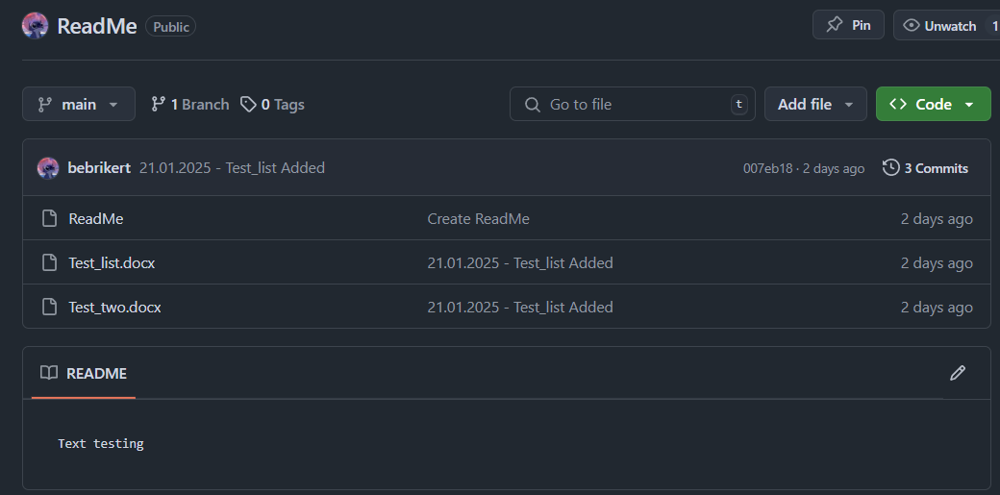 ReadMe Public Pin Unwatch 1
main 1 Branch 0 Tags Go to file t Add file Code
bebrikert 21.01.2025 - Test_list Added 007eb18 · 2 days ago 3 Commits
ReadMe Create ReadMe 2 days ago
Test_list.docx 21.01.2025 - Test_list Added 2 days ago
Test_two.docx 21.01.2025 - Test_list Added 2 days ago
README
Text testing